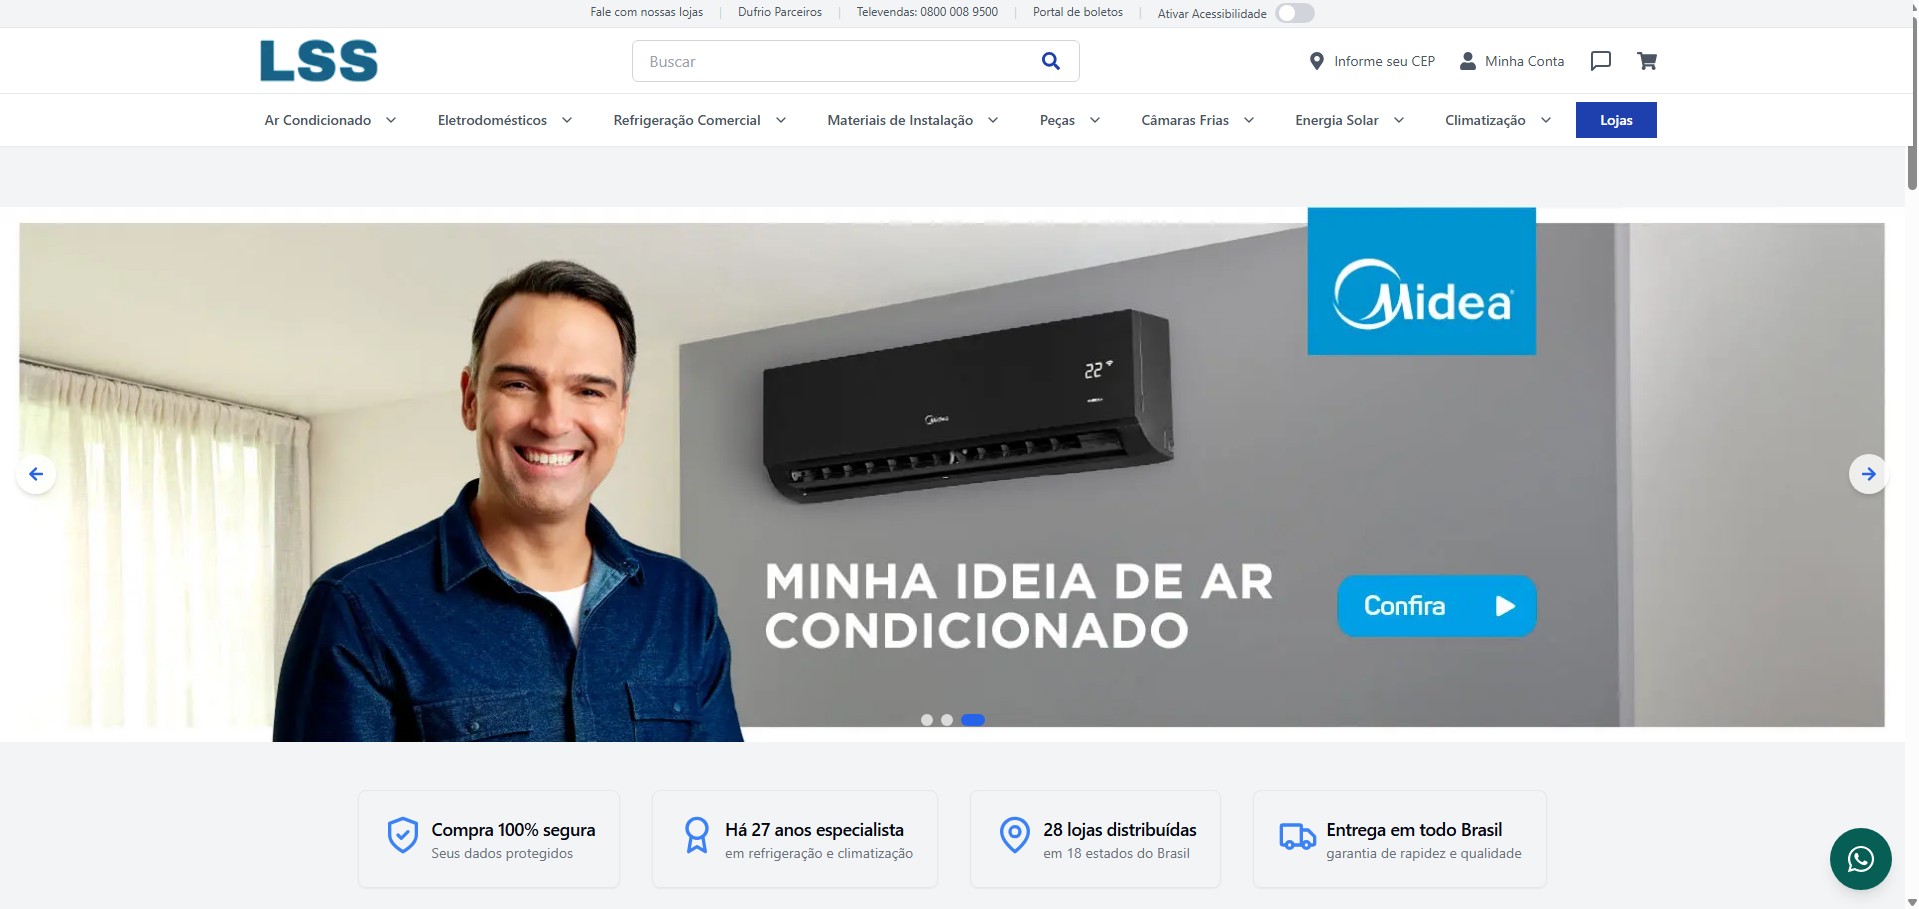 Fale com nossas lojas
Dufrio Parceiros
Televendas: 0800 008 9500
Portal de boletos
Ativar Acessibilidade
LSS
Buscar
Informe seu CEP
Minha Conta
Ar Condicionado
Eletrodomésticos
Refrigeração Comercial
Materiais de Instalação
Peças
Câmaras Frias
Energia Solar
Climatização
Lojas
Midea
22
Midea
MINHA IDEIA DE AR
CONDICIONADO
Confira
Compra 100% segura
Seus dados protegidos
Há 27 anos especialista
em refrigeração e climatização
28 lojas distribuídas
em 18 estados do Brasil
Entrega em todo Brasil
garantia de rapidez e qualidade